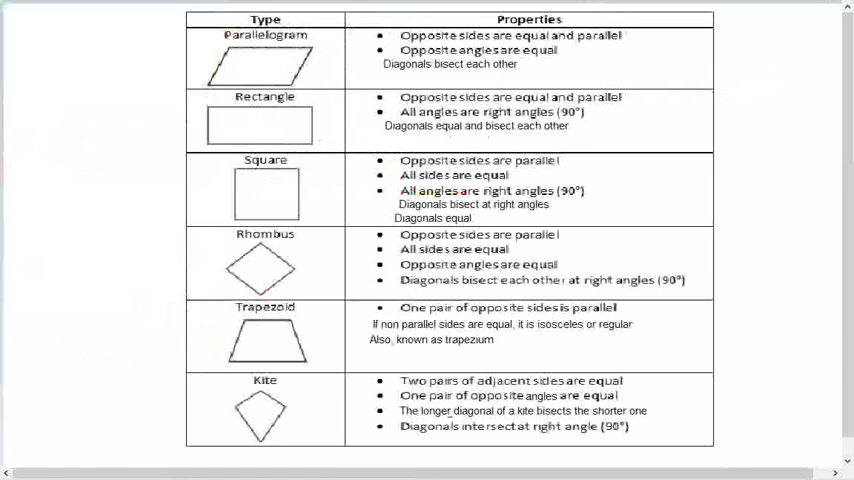 Type Properties
Parallelogram
• Opposite sides are equal and parallel
• Opposite angles are equal
Diagonals bisect each other
Rectangle
• Opposite sides are equal and parallel
• All angles are right angles (90°)
Diagonals equal and bisect each other
Square
• Opposite sides are parallel
• All sides are equal
• All angles are right angles (90°)
Diagonals bisect at right angles
Diagonals equal
Rhombus
• Opposite sides are parallel
• All sides are equal
• Opposite angles are equal
• Diagonals bisect each other at right angles (90°)
Trapezoid
• One pair of opposite sides is parallel
If non parallel sides are equal, it is isosceles or regular
Also, known as trapezium
Kite
• Two pairs of adjacent sides are equal
• One pair of opposite angles are equal
• The longer diagonal of a kite bisects the shorter one
• Diagonals intersect at right angle (90°)